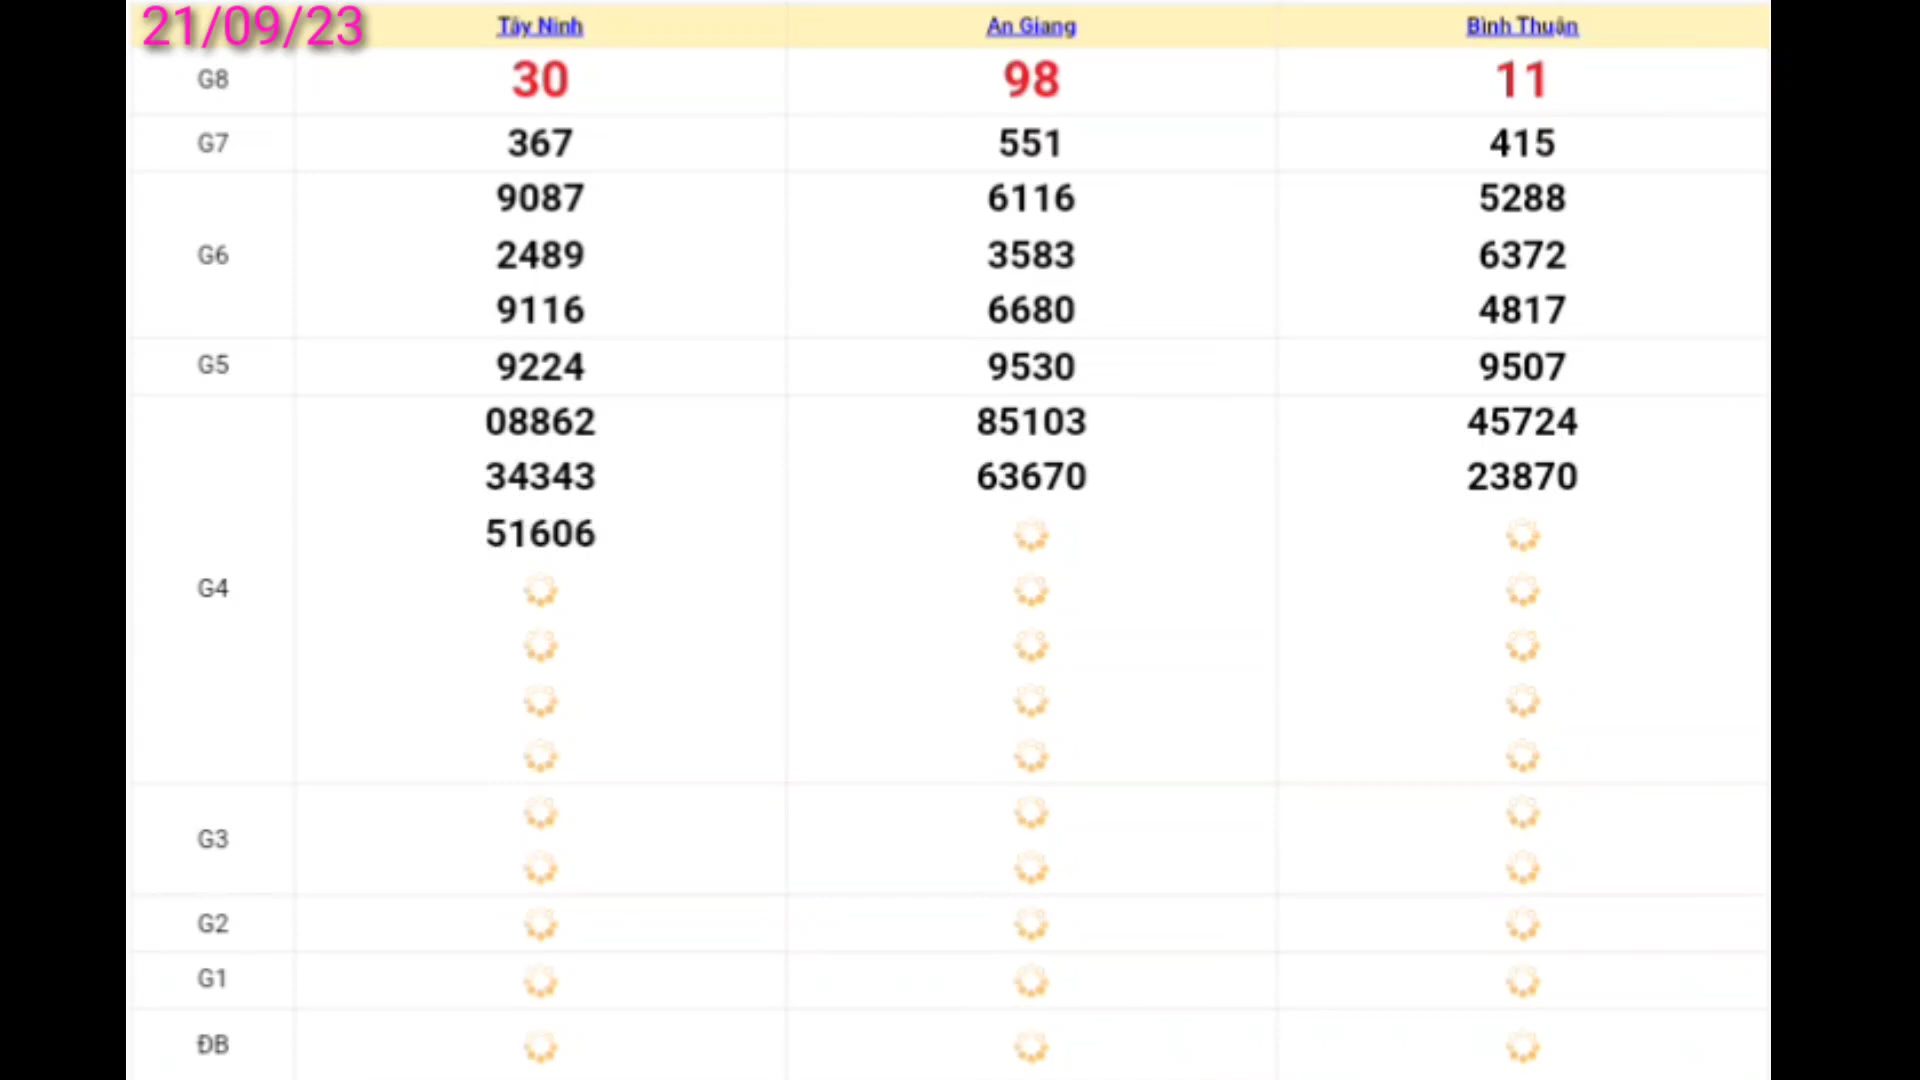 21/09/23 Tây Ninh An Giang Bình Thuận
G8 30 98 11
G7 367 551 415
9087 6116 5288
G6 2489 3583 6372
9116 6680 4817
G5 9224 9530 9507
08862 85103 45724
34343 63670 23870
51606
G4
G3
G2
G1
ĐB